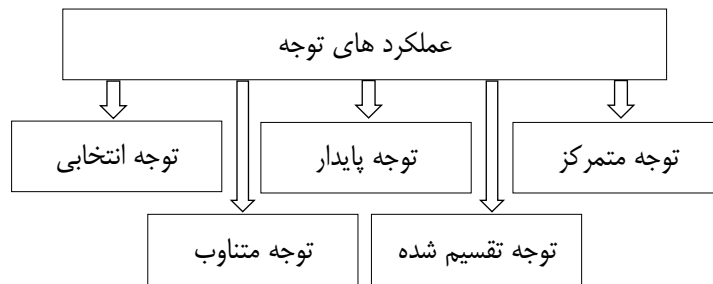 عملکرد های توجه
توجه متمرکز
توجه پایدار
توجه انتخابی
توجه تقسیم شده
توجه متناوب